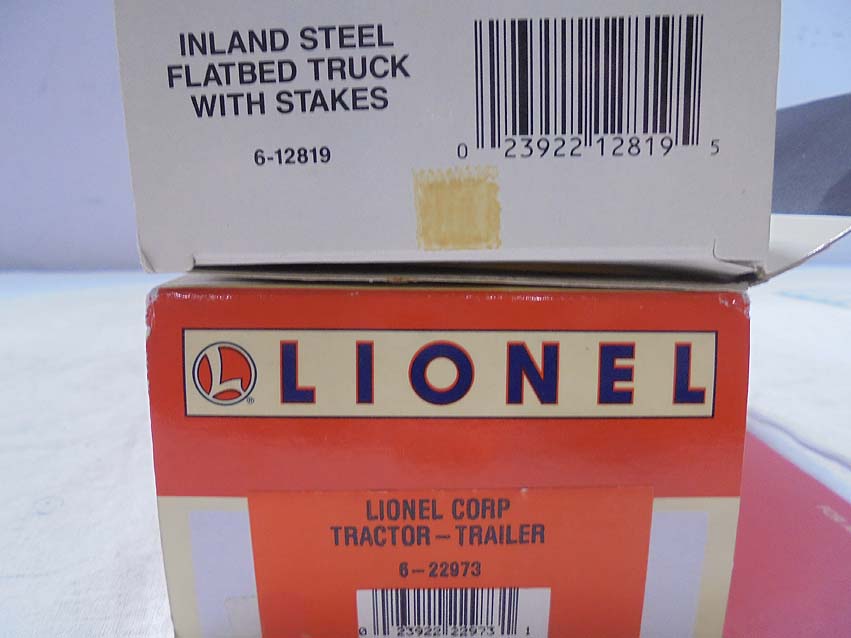 INLAND STEEL
FLATBED TRUCK
WITH STAKES
6-12819
0 23922 12819 5
L ® LIONEL
LIONEL CORP
TRACTOR-TRAILER
6-22973
0 23922 22973 1